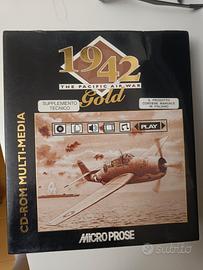 1942
THE PACIFIC AIR WAR
Gold
SUPPLEMENTO
TECNICO
IL PRODOTTO
CONTIENE MANUALE
IN ITALIANO
PLAY
CD-ROM MULTI-MEDIA
MICROPROSE
Subito